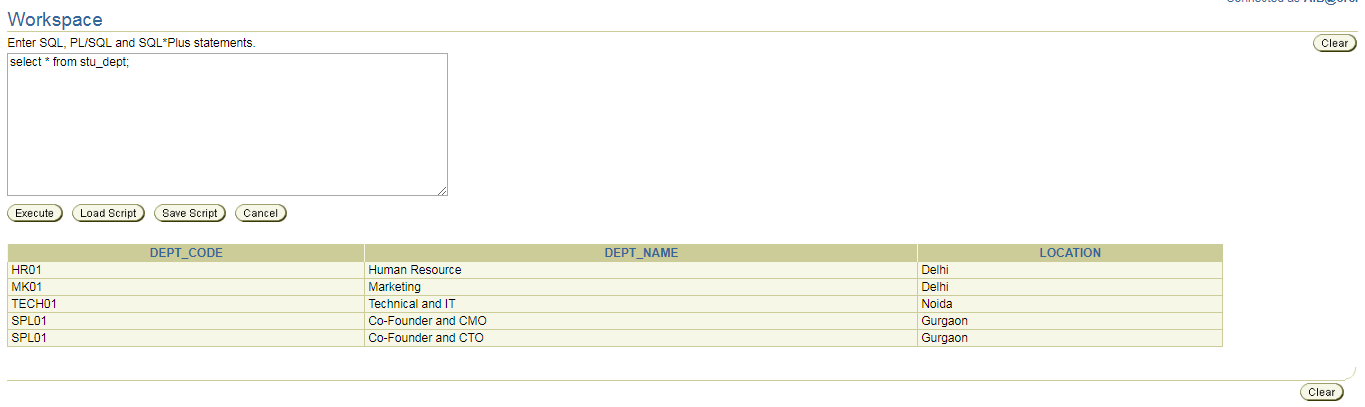 Workspace
Enter SQL, PL/SQL and SQL*Plus statements.
Clear
select * from stu_dept;
Execute Load Script Save Script Cancel
DEPT_CODE DEPT_NAME LOCATION
HR01 Human Resource Delhi
MK01 Marketing Delhi
TECH01 Technical and IT Noida
SPL01 Co-Founder and CMO Gurgaon
SPL01 Co-Founder and CTO Gurgaon
Clear